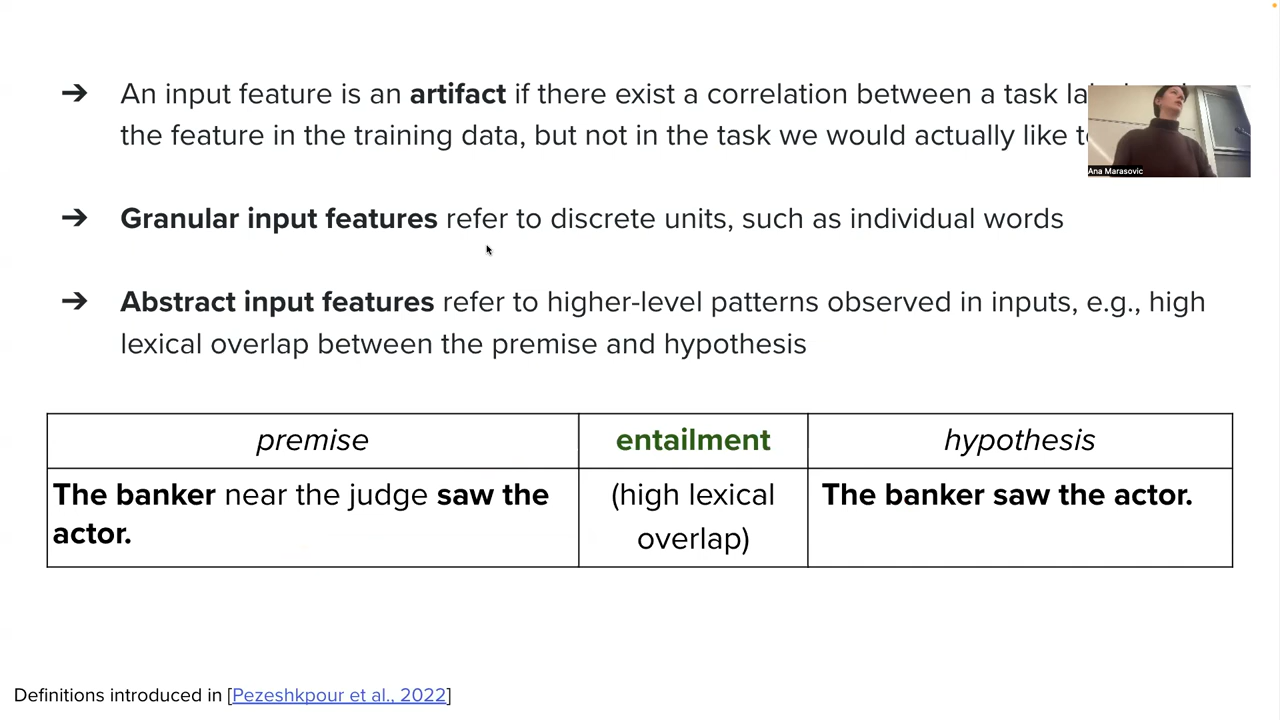 ➔ An input feature is an artifact if there exist a correlation between a task
the feature in the training data, but not in the task we would actually like
Ana Marasovic
➔ Granular input features refer to discrete units, such as individual words
➔ Abstract input features refer to higher-level patterns observed in inputs, e.g., high
lexical overlap between the premise and hypothesis
premise entailment hypothesis
The banker near the judge saw the
actor.
(high lexical
overlap)
The banker saw the actor.
Definitions introduced in [Pezeshkpour et al., 2022]